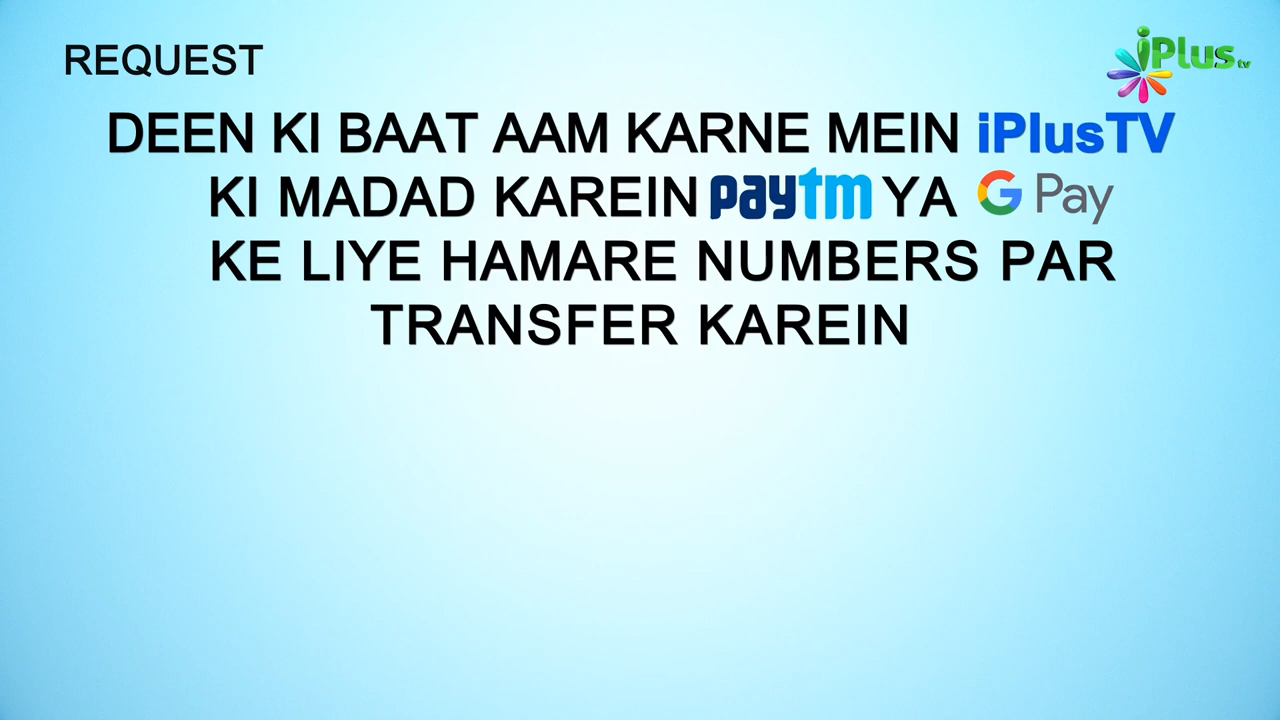 REQUEST
iPlus tv
DEEN KI BAAT AAM KARNE MEIN iPlusTV
KI MADAD KAREIN paytm YA G Pay
KE LIYE HAMARE NUMBERS PAR
TRANSFER KAREIN